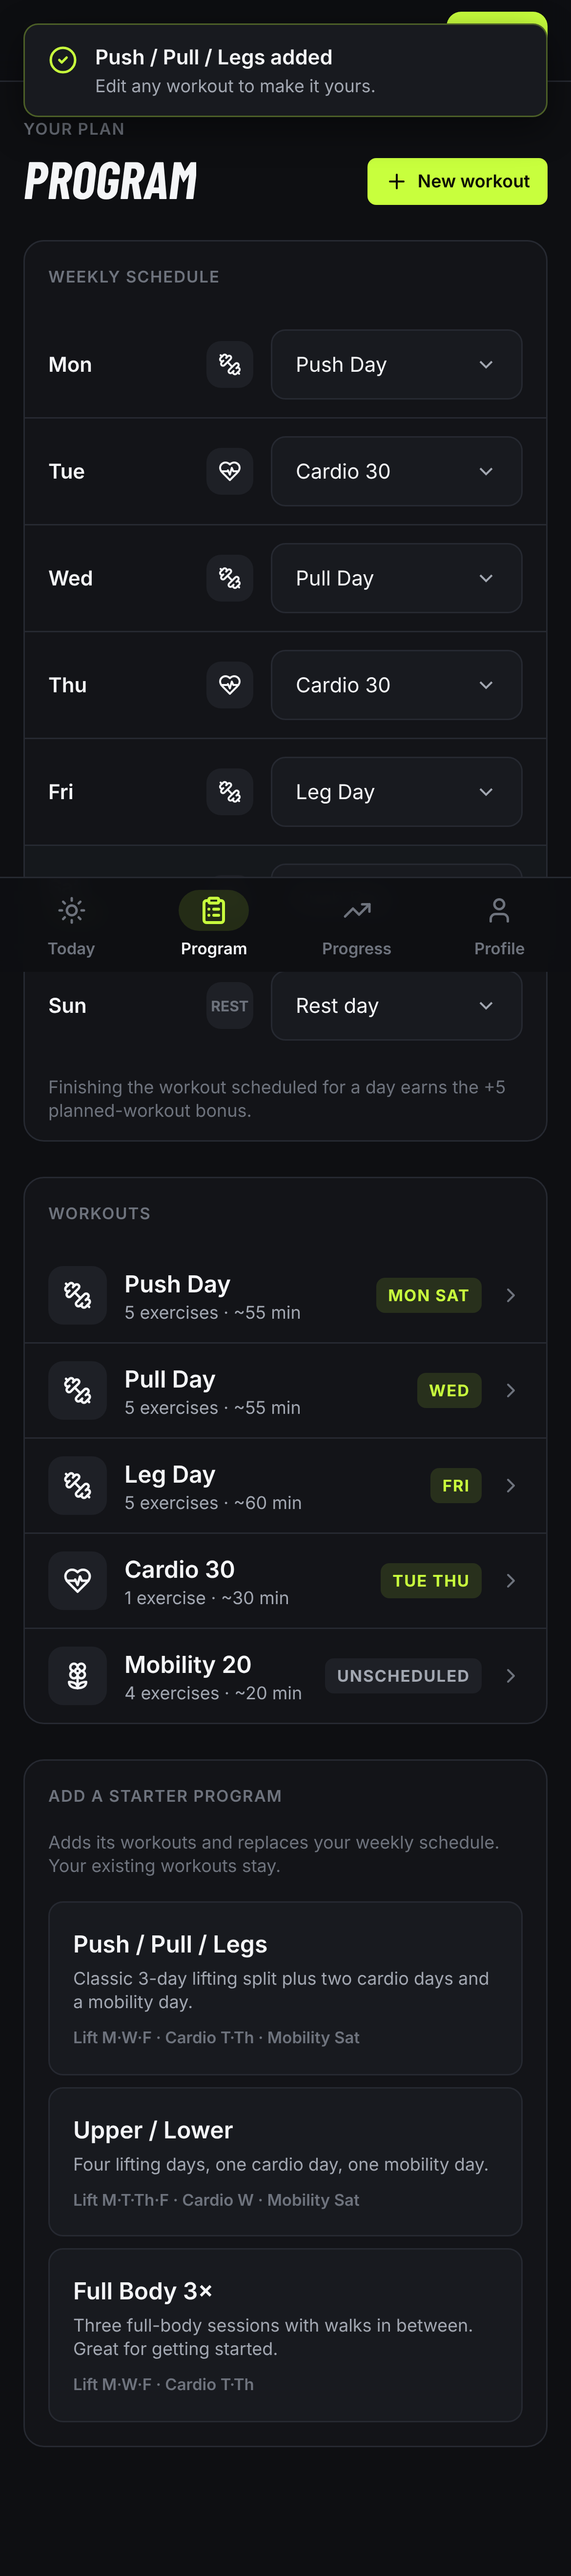 Push / Pull / Legs added
Edit any workout to make it yours.
YOUR PLAN
PROGRAM
New workout
WEEKLY SCHEDULE
Mon
Push Day
Tue
Cardio 30
Wed
Pull Day
Thu
Cardio 30
Fri
Leg Day
Today
Program
Progress
Profile
Sun
REST
Rest day
Finishing the workout scheduled for a day earns the +5
planned-workout bonus.
WORKOUTS
Push Day
5 exercises · ~55 min
MON SAT
Pull Day
5 exercises · ~55 min
WED
Leg Day
5 exercises · ~60 min
FRI
Cardio 30
1 exercise · ~30 min
TUE THU
Mobility 20
4 exercises · ~20 min
UNSCHEDULED
ADD A STARTER PROGRAM
Adds its workouts and replaces your weekly schedule.
Your existing workouts stay.
Push / Pull / Legs
Classic 3-day lifting split plus two cardio days and
a mobility day.
Lift M·W·F · Cardio T·Th · Mobility Sat
Upper / Lower
Four lifting days, one cardio day, one mobility day.
Lift M·T·Th·F · Cardio W · Mobility Sat
Full Body 3×
Three full-body sessions with walks in between.
Great for getting started.
Lift M·W·F · Cardio T·Th